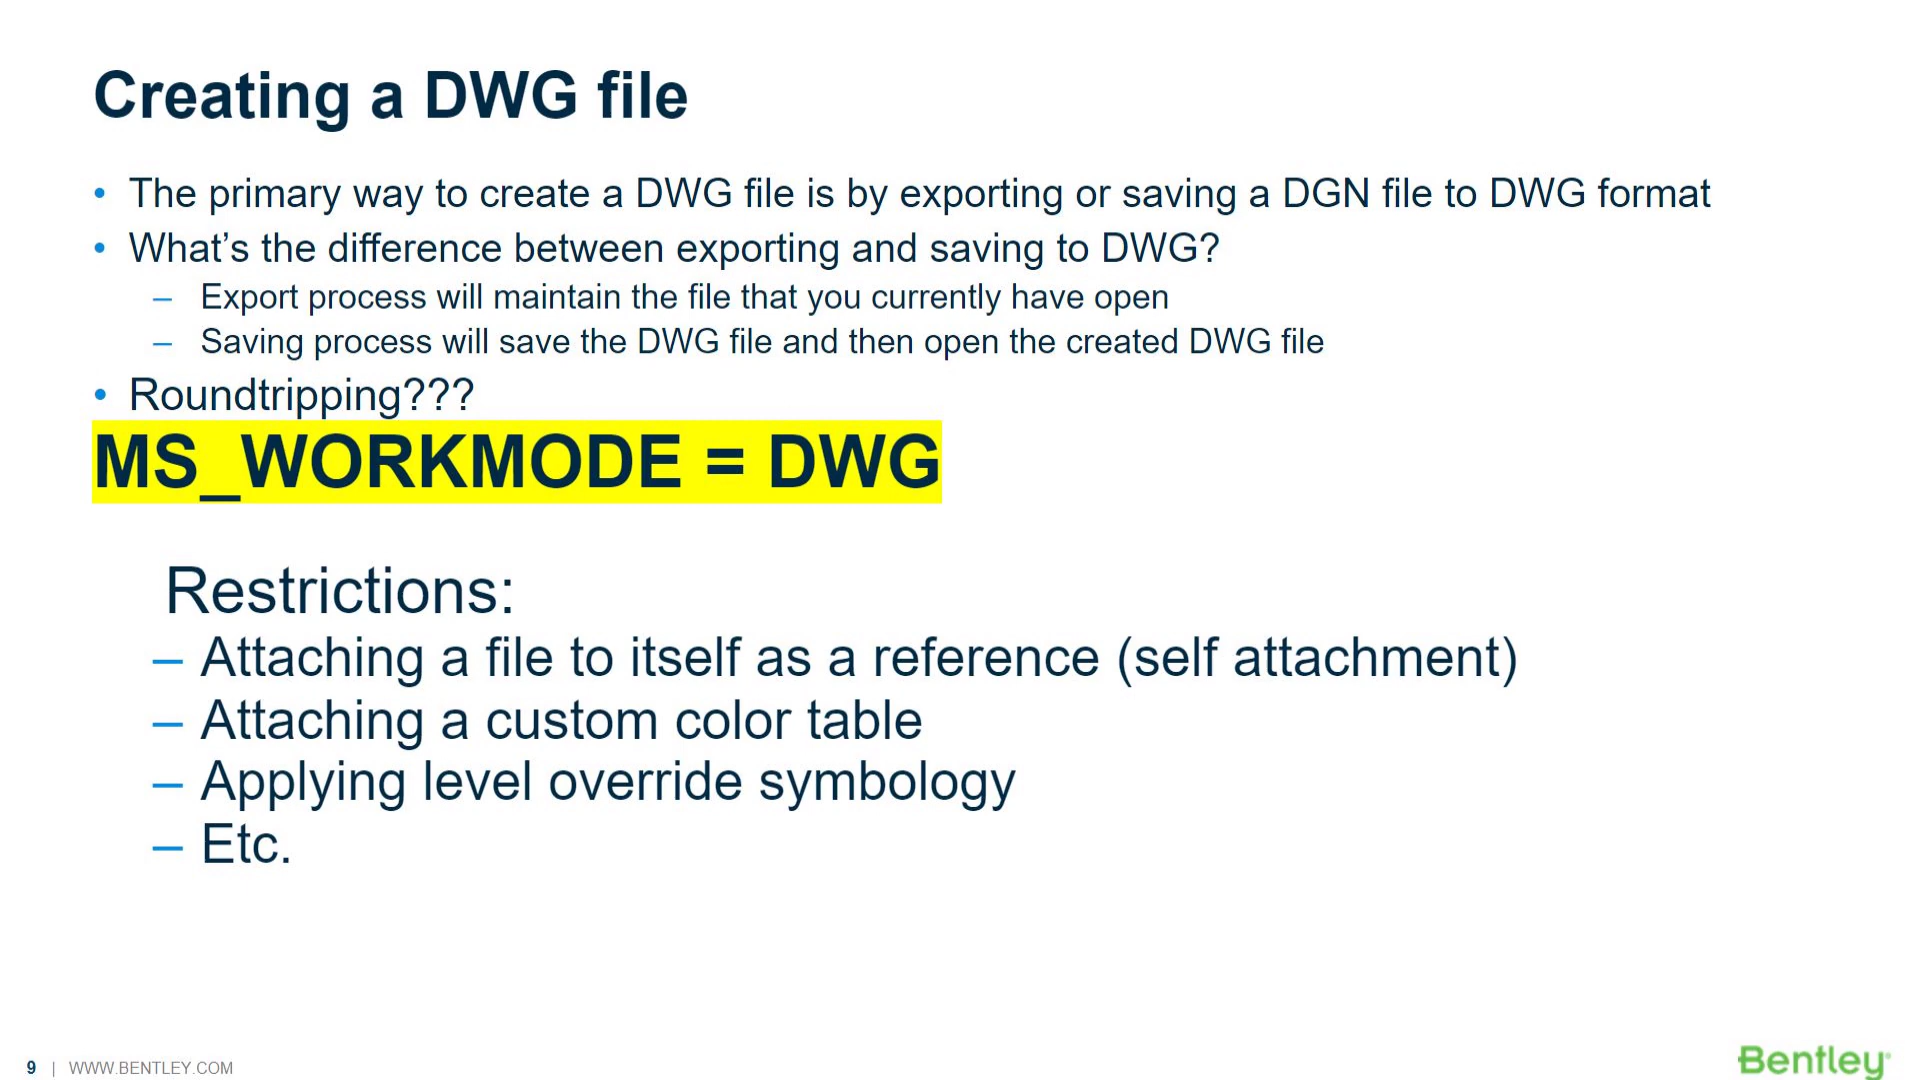 Creating a DWG file
• The primary way to create a DWG file is by exporting or saving a DGN file to DWG format
• What’s the difference between exporting and saving to DWG?
– Export process will maintain the file that you currently have open
– Saving process will save the DWG file and then open the created DWG file
• Roundtripping???
MS_WORKMODE = DWG
Restrictions:
– Attaching a file to itself as a reference (self attachment)
– Attaching a custom color table
– Applying level override symbology
– Etc.
9 | WWW.BENTLEY.COM
Bentley®